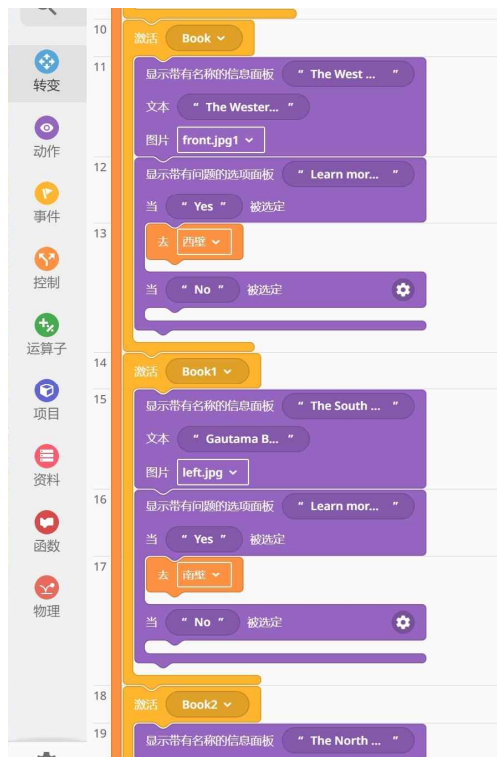 转变
动作
事件
控制
运算子
项目
资料
函数
物理
10 激活 Book
11 显示带有名称的信息面板 “ The West ... ”
文本 “ The Wester... ”
图片 front.jpg1
12 显示带有问题的选项面板 “ Learn mor... ”
当 “ Yes ” 被选定
13 去 西壁
当 “ No ” 被选定
14 激活 Book1
15 显示带有名称的信息面板 “ The South ... ”
文本 “ Gautama B... ”
图片 left.jpg
16 显示带有问题的选项面板 “ Learn mor... ”
当 “ Yes ” 被选定
17 去 南壁
当 “ No ” 被选定
18 激活 Book2
19 显示带有名称的信息面板 “ The North ... ”